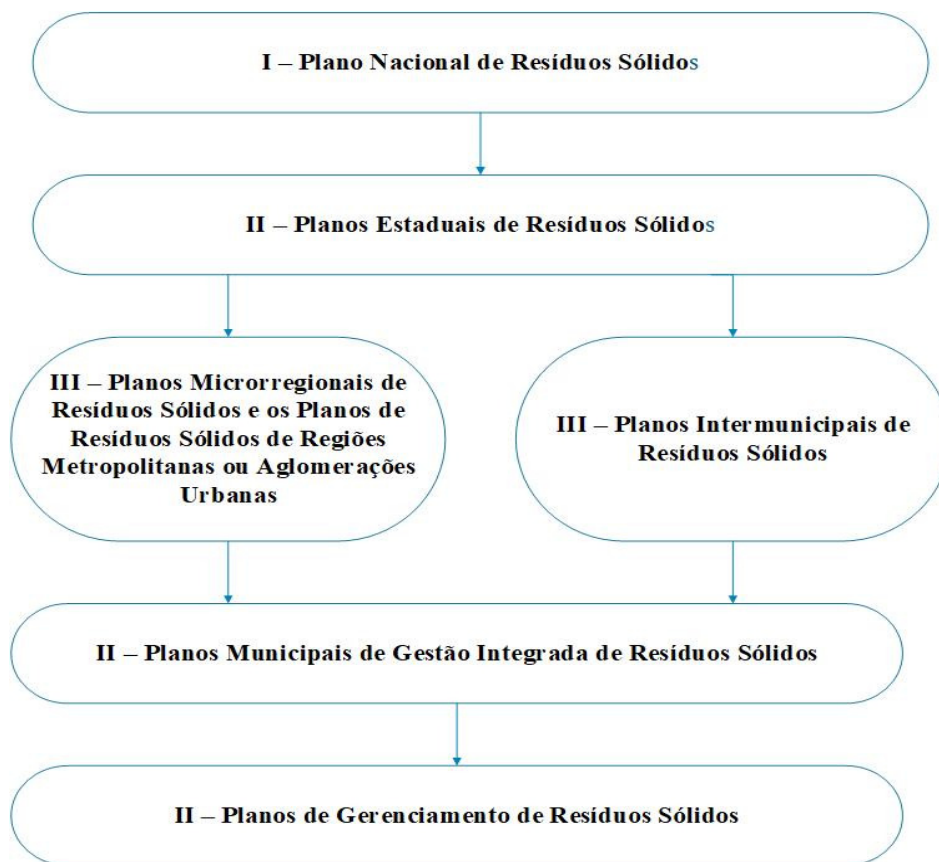 I – Plano Nacional de Resíduos Sólidos
II – Planos Estaduais de Resíduos Sólidos
III – Planos Microrregionais de
Resíduos Sólidos e os Planos de
Resíduos Sólidos de Regiões
Metropolitanas ou Aglomerações
Urbanas
III – Planos Intermunicipais de
Resíduos Sólidos
II – Planos Municipais de Gestão Integrada de Resíduos Sólidos
II – Planos de Gerenciamento de Resíduos Sólidos